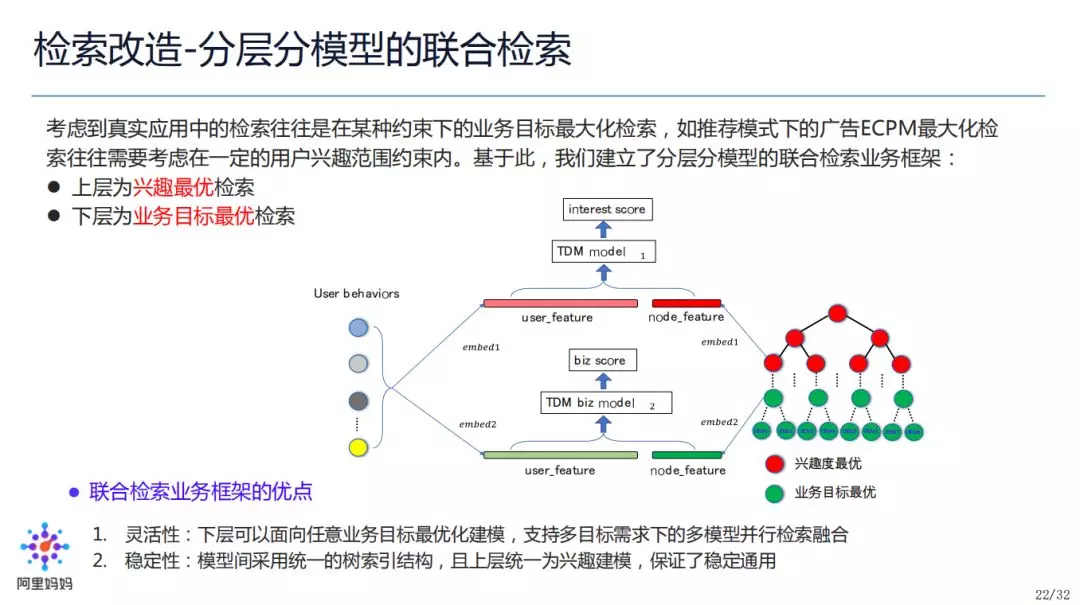 检索改造-分层分模型的联合检索
考虑到真实应用中的检索往往是在某种约束下的业务目标最大化检索，如推荐模式下的广告ECPM最大化检
索往往需要考虑在一定的用户兴趣范围约束内。基于此，我们建立了分层分模型的联合检索业务框架：
● 上层为兴趣最优检索
● 下层为业务目标最优检索
interest score
TDM model 1
User behaviors
user_feature
node_feature
embed1
embed1
biz score
TDM biz model 2
embed2
embed2
user_feature
node_feature
兴趣度最优
业务目标最优
● 联合检索业务框架的优点
1. 灵活性：下层可以面向任意业务目标最优化建模，支持多目标需求下的多模型并行检索融合
2. 稳定性：模型间采用统一的树索引结构，且上层统一为兴趣建模，保证了稳定通用
阿里妈妈
22/32